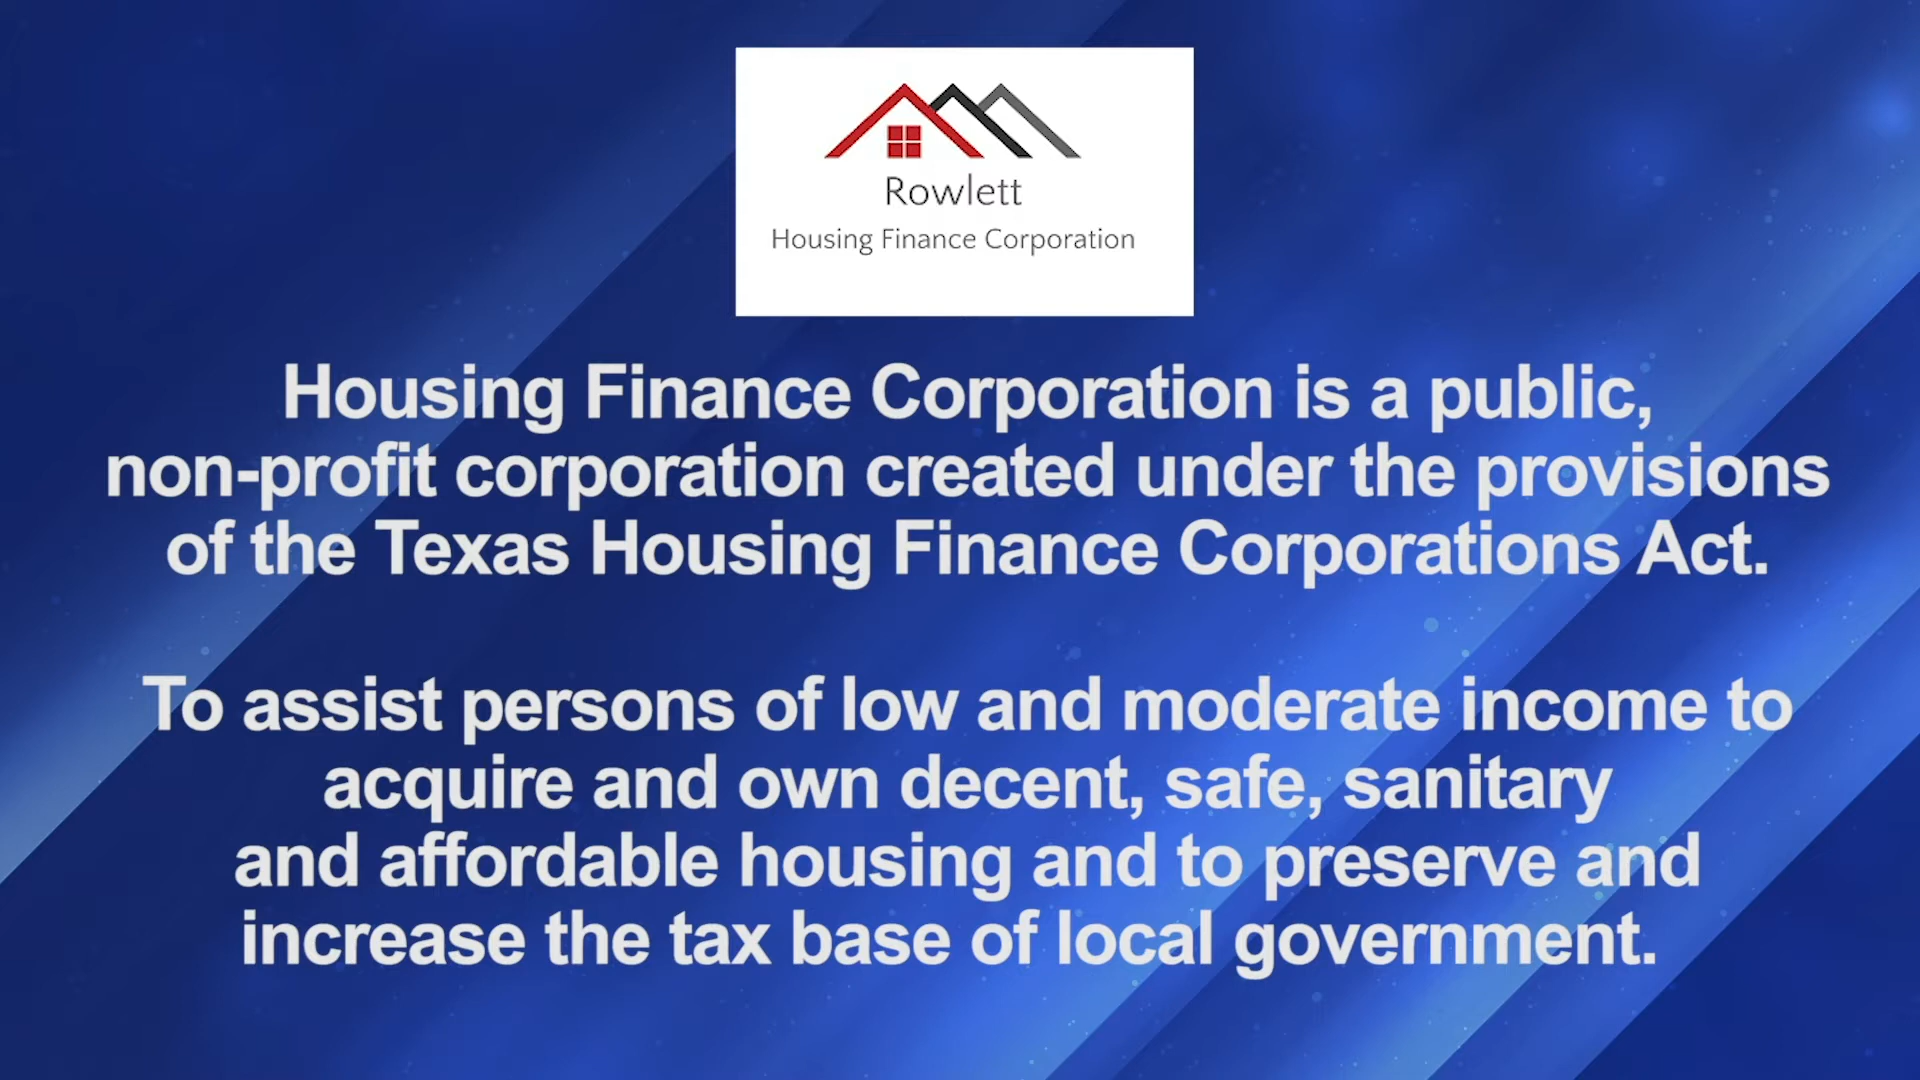 Rowlett
Housing Finance Corporation
Housing Finance Corporation is a public,
non-profit corporation created under the provisions
of the Texas Housing Finance Corporations Act.
To assist persons of low and moderate income to
acquire and own decent, safe, sanitary
and affordable housing and to preserve and
increase the tax base of local government.